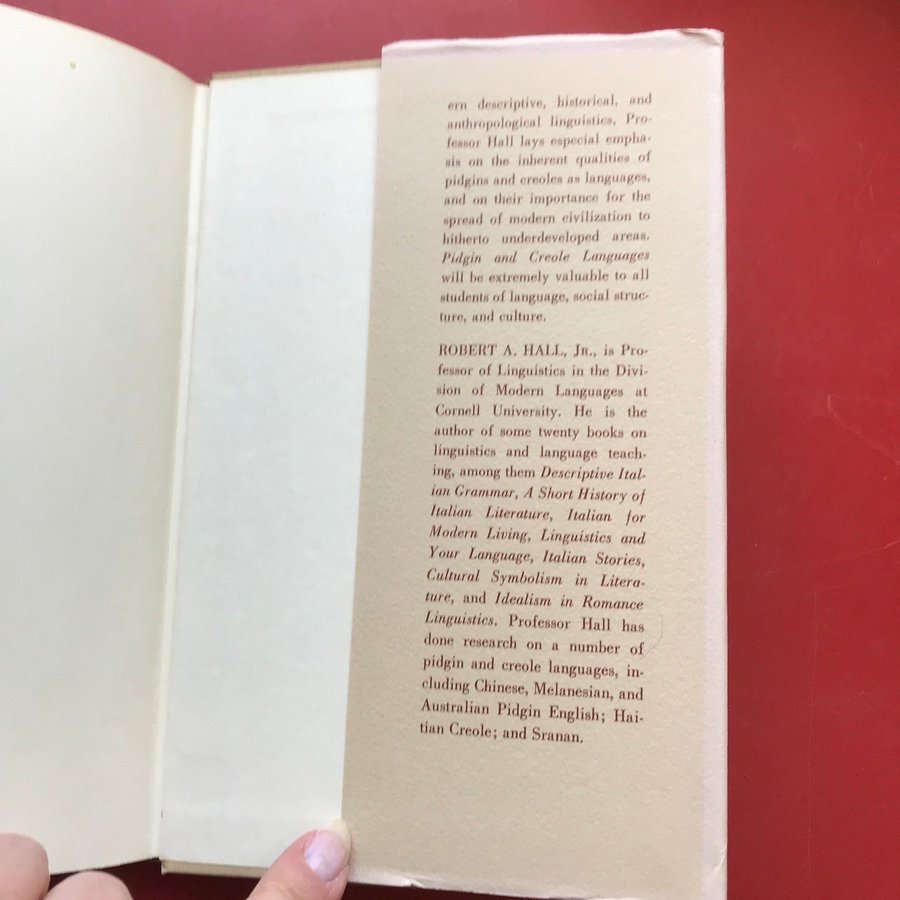 ern descriptive, historical, and
anthropological linguistics, Pro-
fessor Hall lays especial empha-
sis on the inherent qualities of
pidgins and creoles as languages,
and on their importance for the
spread of modern civilization to
hitherto underdeveloped areas.
Pidgin and Creole Languages
will be extremely valuable to all
students of language, social struc-
ture, and culture.
ROBERT A. HALL, JR., is Pro-
fessor of Linguistics in the Divi-
sion of Modern Languages at
Cornell University. He is the
author of some twenty books on
linguistics and language teach-
ing, among them Descriptive Ital-
ian Grammar, A Short History of
Italian Literature, Italian for
Modern Living, Linguistics and
Your Language, Italian Stories,
Cultural Symbolism in Litera-
ture, and Idealism in Romance
Linguistics. Professor Hall has
done research on a number of
pidgin and creole languages, in-
cluding Chinese, Melanesian, and
Australian Pidgin English; Hai-
tian Creole; and Sranan.